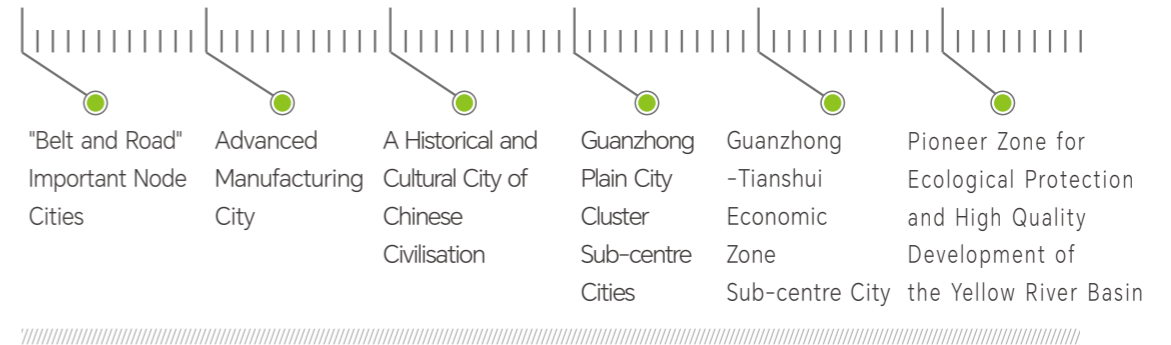 "Belt and Road"
Important Node
Cities
Advanced
Manufacturing
City
A Historical and
Cultural City of
Chinese
Civilisation
Guanzhong
Plain City
Cluster
Sub-centre
Cities
Guanzhong
-Tianshui
Economic
Zone
Sub-centre City
Pioneer Zone for
Ecological Protection
and High Quality
Development of
the Yellow River Basin